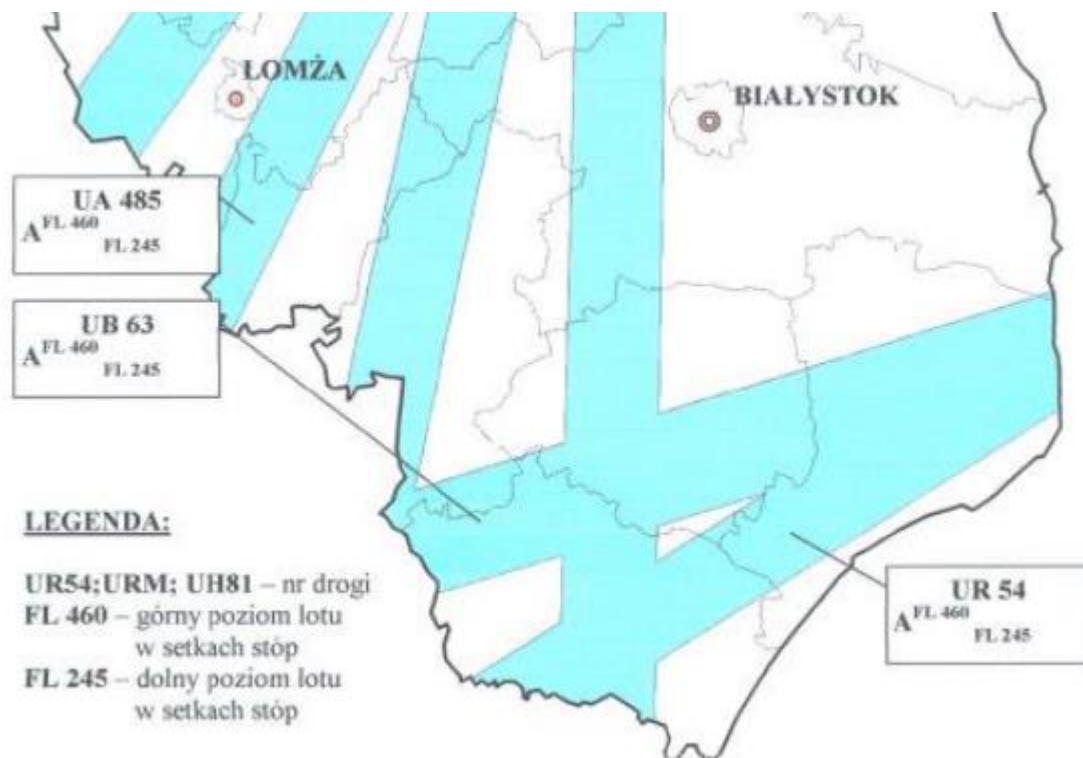 ŁOMŻA
BIAŁYSTOK
UA 485
A FL 460
FL 245
UB 63
A FL 460
FL 245
LEGENDA:
UR54;URM; UH81 – nr drogi
FL 460 – górny poziom lotu
w setkach stóp
FL 245 – dolny poziom lotu
w setkach stóp
UR 54
A FL 460
FL 245